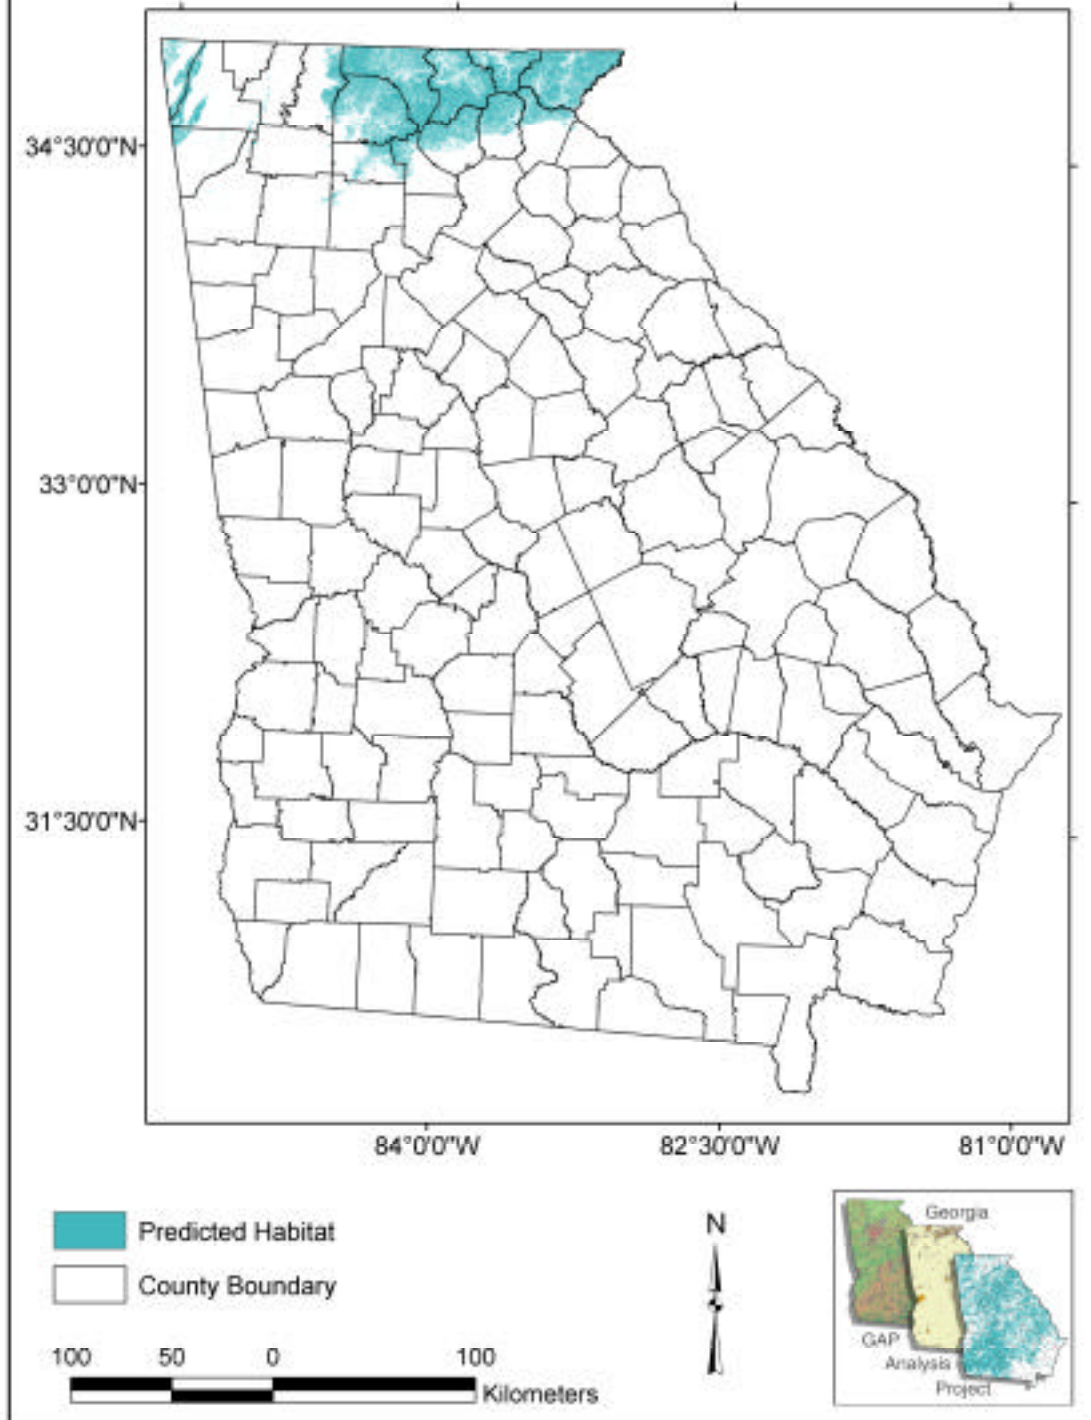 34°30'0"N
33°0'0"N
31°30'0"N
84°0'0"W 82°30'0"W 81°0'0"W
Predicted Habitat
County Boundary
N
100 50 0 100
Kilometers
Georgia
GAP
Analysis
Project